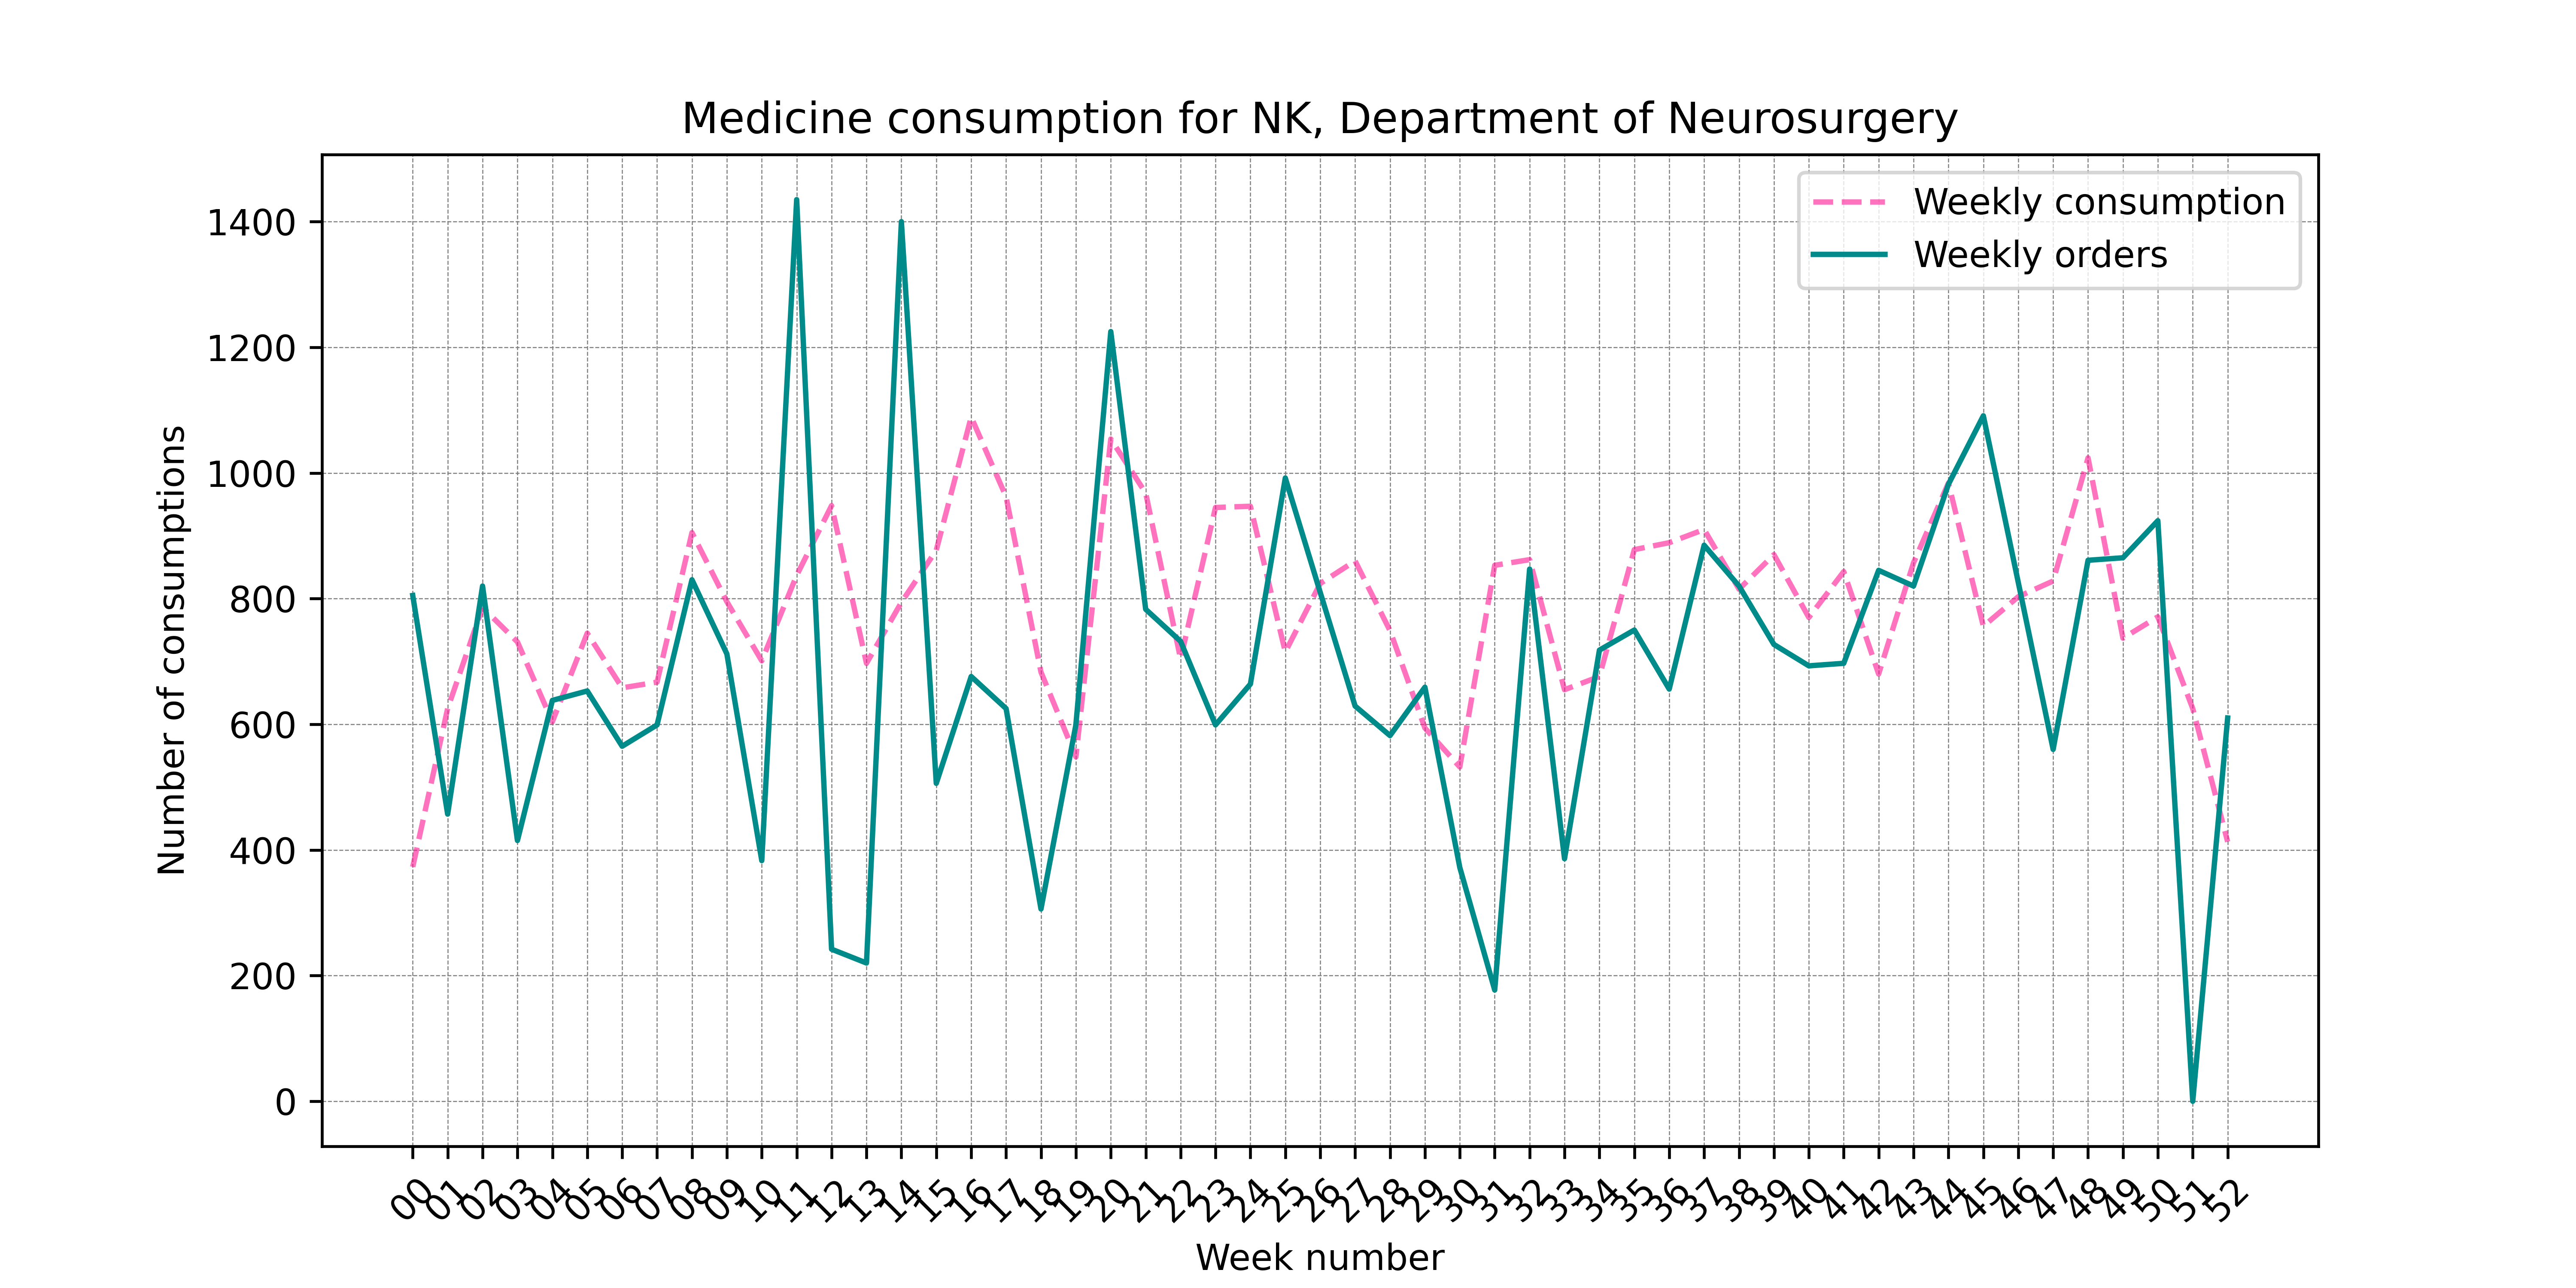 Medicine consumption for NK, Department of Neurosurgery
Weekly consumption
Weekly orders
Number of consumptions
1400
1200
1000
800
600
400
200
0
00 01 02 03 04 05 06 07 08 09 10 11 12 13 14 15 16 17 18 19 20 21 22 23 24 25 26 27 28 29 30 31 32 33 34 35 36 37 38 39 40 41 42 43 44 45 46 47 48 49 50 51 52
Week number